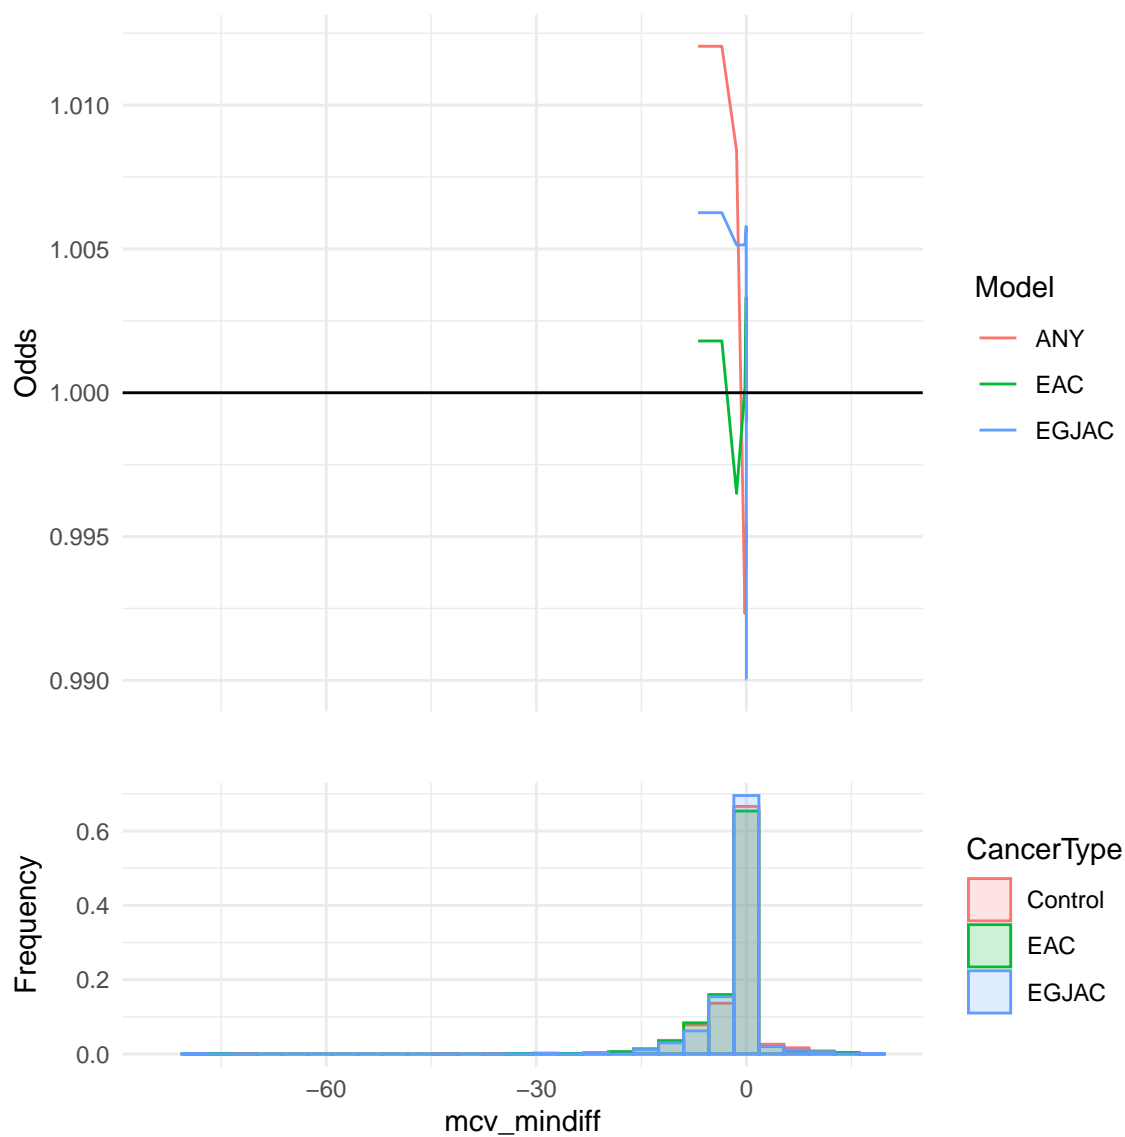 1.010
1.005
1.000
0.995
0.990
Odds
Model
ANY
EAC
EGJAC
0.6
0.4
0.2
0.0
Frequency
−60
−30
0
mcv_mindiff
CancerType
Control
EAC
EGJAC